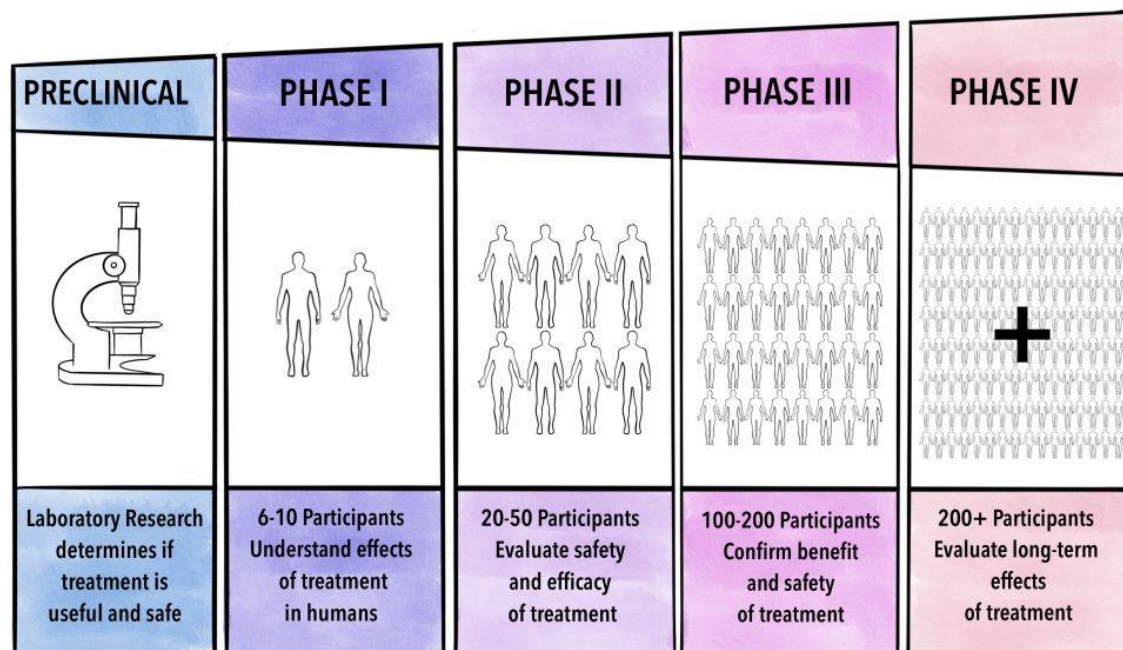 PRECLINICAL
PHASE I
PHASE II
PHASE III
PHASE IV
Laboratory Research
determines if
treatment is
useful and safe
6-10 Participants
Understand effects
of treatment
in humans
20-50 Participants
Evaluate safety
and efficacy
of treatment
100-200 Participants
Confirm benefit
and safety
of treatment
200+ Participants
Evaluate long-term
effects
of treatment